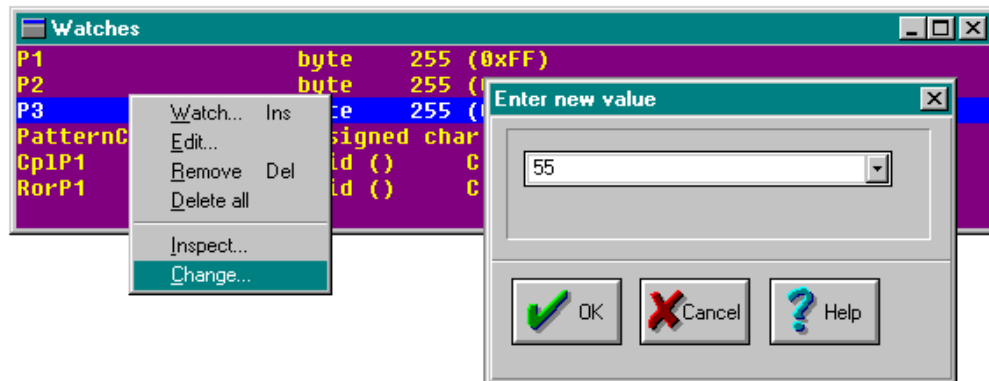 Watches
P1 byte 255 (0xFF)
P2 byte 255 (
P3 te 255 (
PatternC signed char
CplP1 id () C
RorP1 id () C
Watch... Ins
Edit...
Remove Del
Delete all
Inspect...
Change...
Enter new value
55
OK Cancel Help